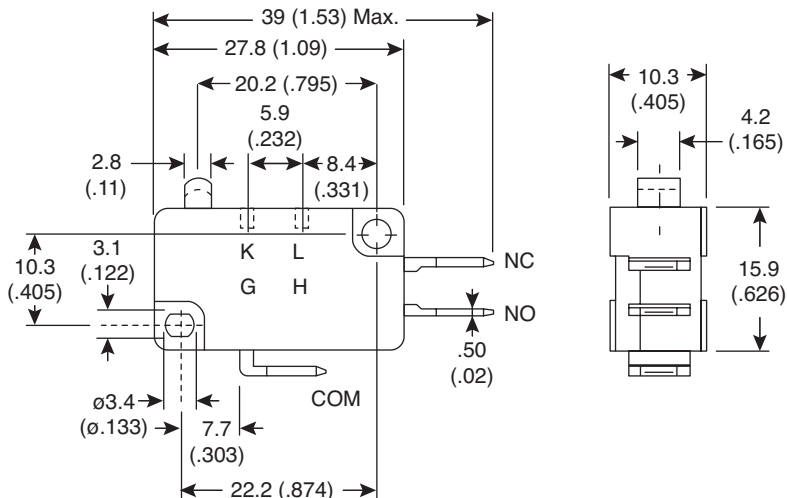 39 (1.53) Max.
27.8 (1.09)
20.2 (.795)
5.9
(.232)
2.8
(.11)
8.4
(.331)
10.3
(.405)
3.1
(.122)
K L
G H
NC
NO
.50
(.02)
COM
ø3.4
(ø.133)
7.7
(.303)
22.2 (.874)
10.3
(.405)
4.2
(.165)
15.9
(.626)